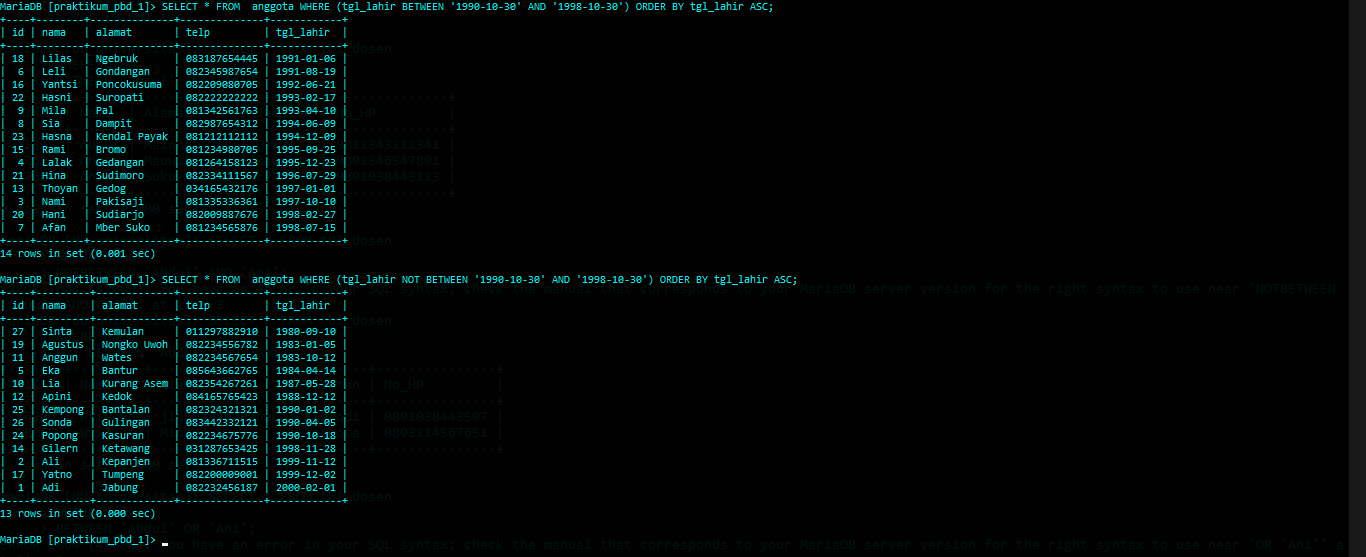 MariaDB [praktikum_pbd_1]> SELECT * FROM  anggota WHERE (tgl_lahir BETWEEN '1990-10-30' AND '1998-10-30') ORDER BY tgl_lahir ASC;
+----+---------+--------------+--------------+------------+
| id | nama    | alamat       | telp         | tgl_lahir  |
+----+---------+--------------+--------------+------------+
| 18 | Lilas   | Ngebruk      | 083187654445 | 1991-01-06 |
|  6 | Leli    | Gondangan    | 082345987654 | 1991-08-19 |
| 16 | Yantsi  | Poncokusuma  | 082209080705 | 1992-06-21 |
| 22 | Hasni   | Suropati     | 082222222222 | 1993-02-17 |
|  9 | Mila    | Pal          | 081342561763 | 1993-04-10 |
|  8 | Sia     | Dampit       | 082987654312 | 1994-06-09 |
| 23 | Hasna   | Kendal Payak | 081212112112 | 1994-12-09 |
| 15 | Rami    | Bromo        | 081234980705 | 1995-09-25 |
|  4 | Lalak   | Gedangan     | 081264158123 | 1995-12-23 |
| 21 | Hina    | Sudimoro     | 082334111567 | 1996-07-29 |
| 13 | Thoyan  | Gedog        | 034165432176 | 1997-01-01 |
|  3 | Nami    | Pakisaji     | 081335336361 | 1997-10-10 |
| 20 | Hani    | Sudiarjo     | 082009887676 | 1998-02-27 |
|  7 | Afan    | Mber Suko    | 081234565876 | 1998-07-15 |
+----+---------+--------------+--------------+------------+
14 rows in set (0.001 sec)
MariaDB [praktikum_pbd_1]> SELECT * FROM  anggota WHERE (tgl_lahir NOT BETWEEN '1990-10-30' AND '1998-10-30') ORDER BY tgl_lahir ASC;
+----+---------+--------------+--------------+------------+
| id | nama    | alamat       | telp         | tgl_lahir  |
+----+---------+--------------+--------------+------------+
| 27 | Sinta   | Kemulan      | 011297882910 | 1980-09-10 |
| 19 | Agustus | Nongko Uwoh  | 082234556782 | 1983-01-05 |
| 11 | Anggun  | Wates        | 082234567654 | 1983-10-12 |
|  5 | Eka     | Bantur       | 085643662765 | 1984-04-14 |
| 10 | Lia     | Kurang Asem  | 082354267261 | 1987-05-28 |
| 12 | Apini   | Kedok        | 084165765423 | 1988-12-12 |
| 25 | Kempong | Bantalan     | 082324321321 | 1990-01-02 |
| 26 | Sonda   | Gulingan     | 083442332121 | 1990-04-05 |
| 24 | Popong  | Kasuran      | 082234675776 | 1990-10-18 |
| 14 | Gilern  | Ketawang     | 031287653425 | 1998-11-28 |
|  2 | Ali     | Kepanjen     | 081336711515 | 1999-11-12 |
| 17 | Yatno   | Tumpeng      | 082200009001 | 1999-12-02 |
|  1 | Adi     | Jabung       | 082232456187 | 2000-02-01 |
+----+---------+--------------+--------------+------------+
13 rows in set (0.000 sec)
MariaDB [praktikum_pbd_1]>